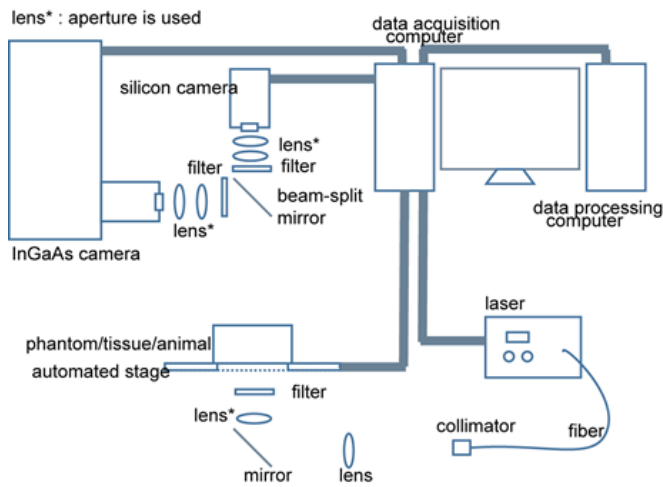 lens* : aperture is used
data acquisition
computer
silicon camera
lens*
filter
filter
beam-split
mirror
lens*
data processing
computer
InGaAs camera
laser
phantom/tissue/animal
automated stage
filter
lens*
collimator
fiber
mirror
lens